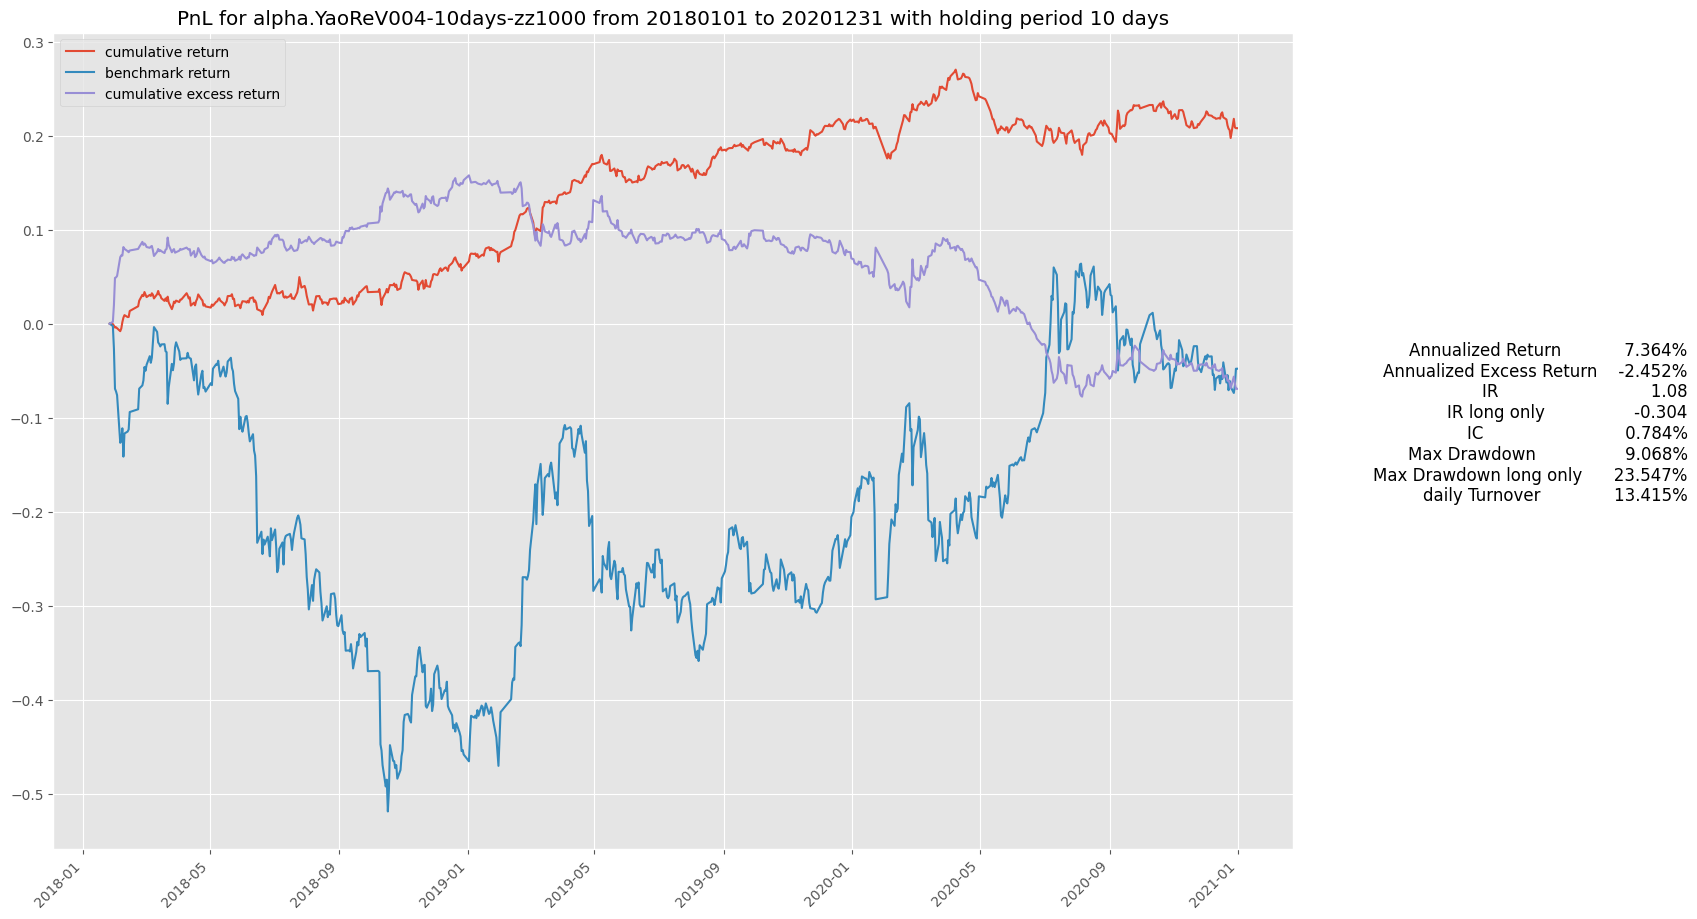 PnL for alpha.YaoReV004-10days-zz1000 from 20180101 to 20201231 with holding period 10 days
cumulative return
benchmark return
cumulative excess return
0.3
0.2
0.1
0.0
−0.1
−0.2
−0.3
−0.4
−0.5
2018-01
2018-05
2018-09
2019-01
2019-05
2019-09
2020-01
2020-05
2020-09
2021-01
Annualized Return 7.364%
Annualized Excess Return -2.452%
IR 1.08
IR long only -0.304
IC 0.784%
Max Drawdown 9.068%
Max Drawdown long only 23.547%
daily Turnover 13.415%